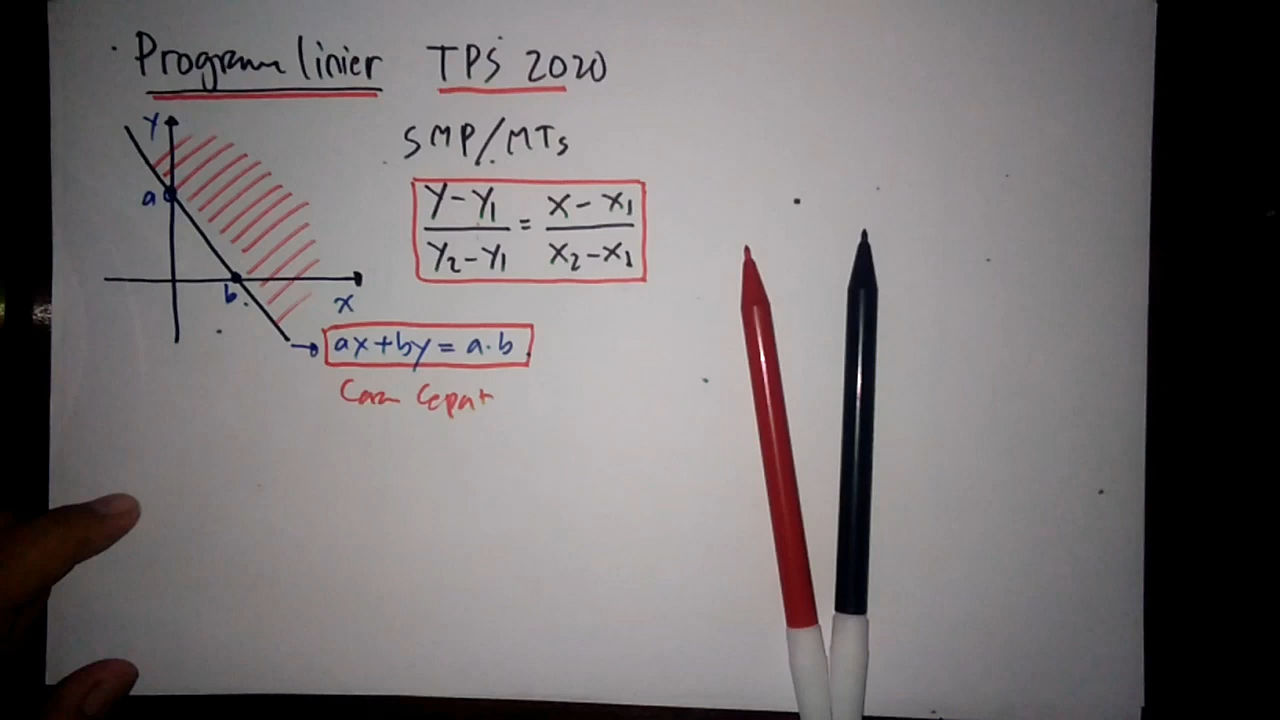 Program linier TPS 2020
SMP/MTs
y
a
b
x
y-y₁/y₂-y₁ = x-x₁/x₂-x₁
ax+by = a·b
Cara Cepat